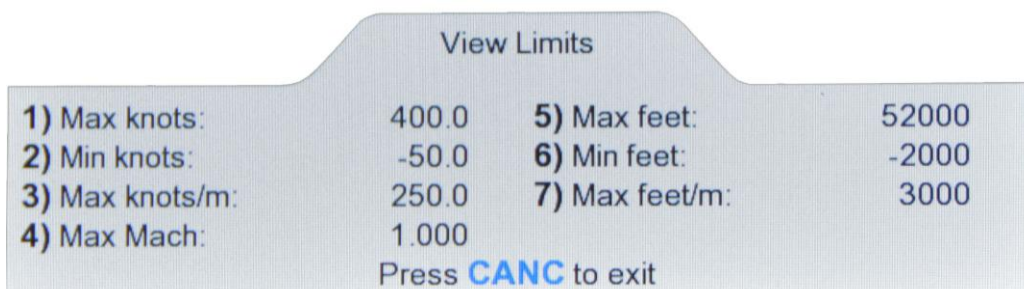 View Limits
1) Max knots: 400.0 5) Max feet: 52000
2) Min knots: -50.0 6) Min feet: -2000
3) Max knots/m: 250.0 7) Max feet/m: 3000
4) Max Mach: 1.000
Press CANC to exit